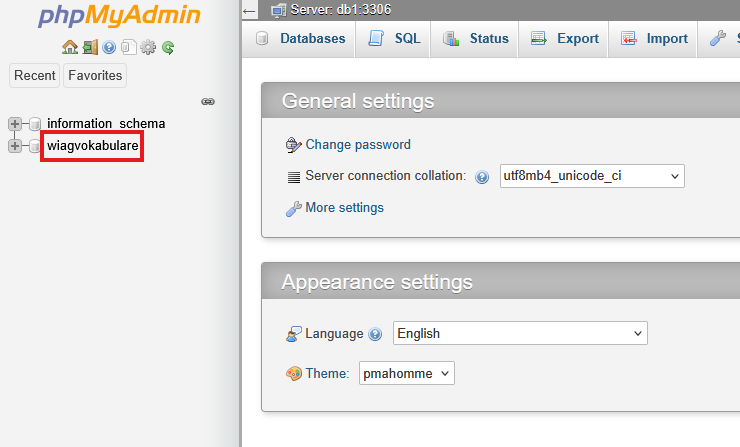 phpMyAdmin
Recent Favorites
information_schema
wiagvokabulare
Server: db1:3306
Databases SQL Status Export Import
General settings
Change password
Server connection collation: utf8mb4_unicode_ci
More settings
Appearance settings
Language English
Theme: pmahomme